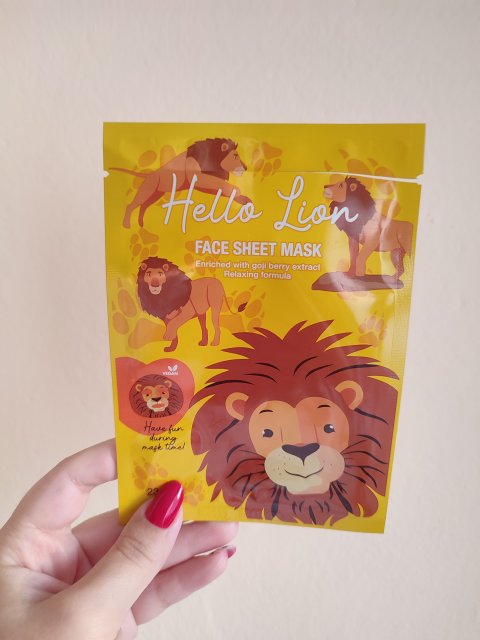 Hello Lion
FACE SHEET MASK
Enriched with goji berry extract
Relaxing formula
VEGAN
Have fun
during
mask time!